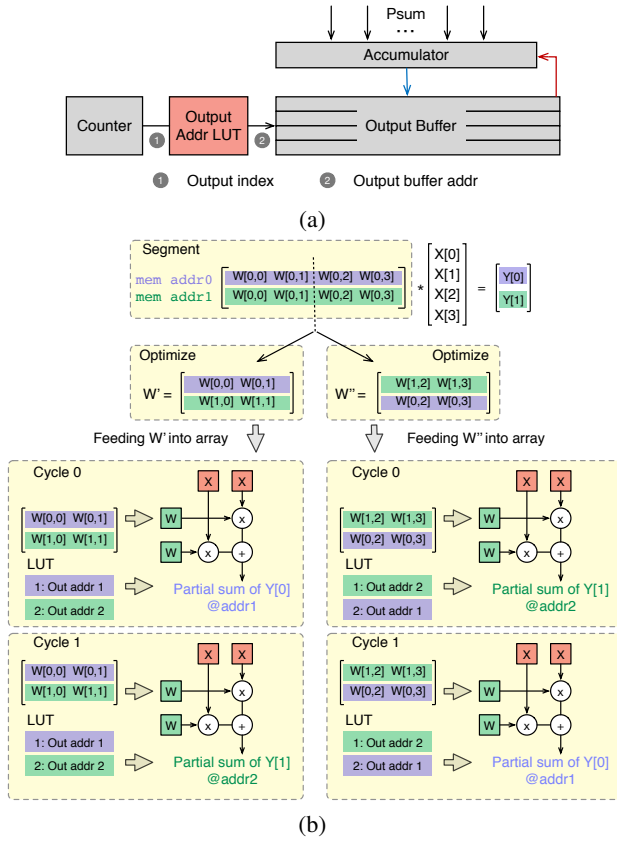 Psum
...
Accumulator
Counter
Output
Addr LUT
Output Buffer
1
2
1 Output index
2 Output buffer addr
(a)
Segment
mem addr0
W[0,0] W[0,1] W[0,2] W[0,3]
mem addr1
W[0,0] W[0,1] W[0,2] W[0,3]
*
X[0]
X[1]
X[2]
X[3]
=
Y[0]
Y[1]
Optimize
W' =
W[0,0] W[0,1]
W[1,0] W[1,1]
Optimize
W" =
W[1,2] W[1,3]
W[0,2] W[0,3]
Feeding W' into array
Feeding W" into array
Cycle 0
X X
W[0,0] W[0,1]
W[1,0] W[1,1]
W
x
W
x
+
LUT
1: Out addr 1
2: Out addr 2
Partial sum of Y[0]
@addr1
Cycle 0
X X
W[1,2] W[1,3]
W[0,2] W[0,3]
W
x
W
x
+
LUT
1: Out addr 2
2: Out addr 1
Partial sum of Y[1]
@addr2
Cycle 1
X X
W[0,0] W[0,1]
W[1,0] W[1,1]
W
x
W
x
+
LUT
1: Out addr 1
2: Out addr 2
Partial sum of Y[1]
@addr2
Cycle 1
X X
W[1,2] W[1,3]
W[0,2] W[0,3]
W
x
W
x
+
LUT
1: Out addr 2
2: Out addr 1
Partial sum of Y[0]
@addr1
(b)